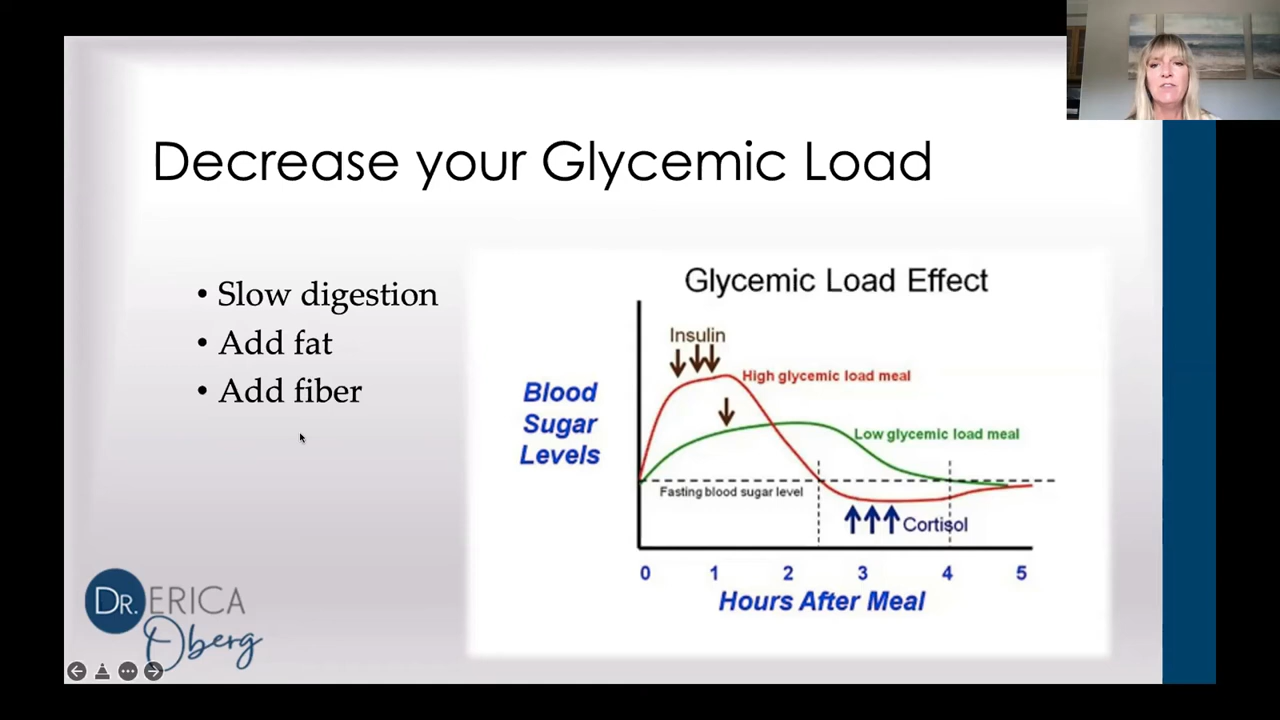 Decrease your Glycemic Load
• Slow digestion
• Add fat
• Add fiber
Glycemic Load Effect
Insulin
High glycemic load meal
Blood
Sugar
Levels
Low glycemic load meal
Fasting blood sugar level
Cortisol
0 1 2 3 4 5
Hours After Meal
DR. ERICA
Oberg